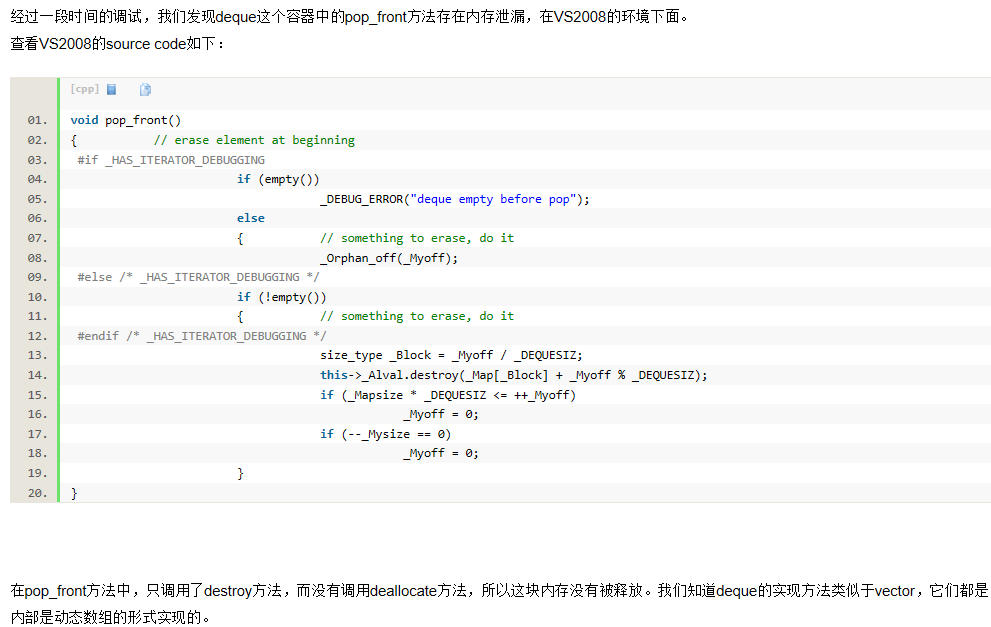 经过一段时间的调试，我们发现deque这个容器中的pop_front方法存在内存泄漏，在VS2008的环境下面。
查看VS2008的source code如下：
[cpp]
01. void pop_front()
02. {           // erase element at beginning
03.  #if _HAS_ITERATOR_DEBUGGING
04.                        if (empty())
05.                                    _DEBUG_ERROR("deque empty before pop");
06.                        else
07.                        {           // something to erase, do it
08.                                    _Orphan_off(_Myoff);
09.  #else /* _HAS_ITERATOR_DEBUGGING */
10.                        if (!empty())
11.                        {           // something to erase, do it
12.  #endif /* _HAS_ITERATOR_DEBUGGING */
13.                                    size_type _Block = _Myoff / _DEQUESIZ;
14.                                    this->_Alval.destroy(_Map[_Block] + _Myoff % _DEQUESIZ);
15.                                    if (_Mapsize * _DEQUESIZ <= ++_Myoff)
16.                                                _Myoff = 0;
17.                                    if (--_Mysize == 0)
18.                                                _Myoff = 0;
19.                        }
20. }
在pop_front方法中，只调用了destroy方法，而没有调用deallocate方法，所以这块内存没有被释放。我们知道deque的实现方法类似于vector，它们都是
内部是动态数组的形式实现的。